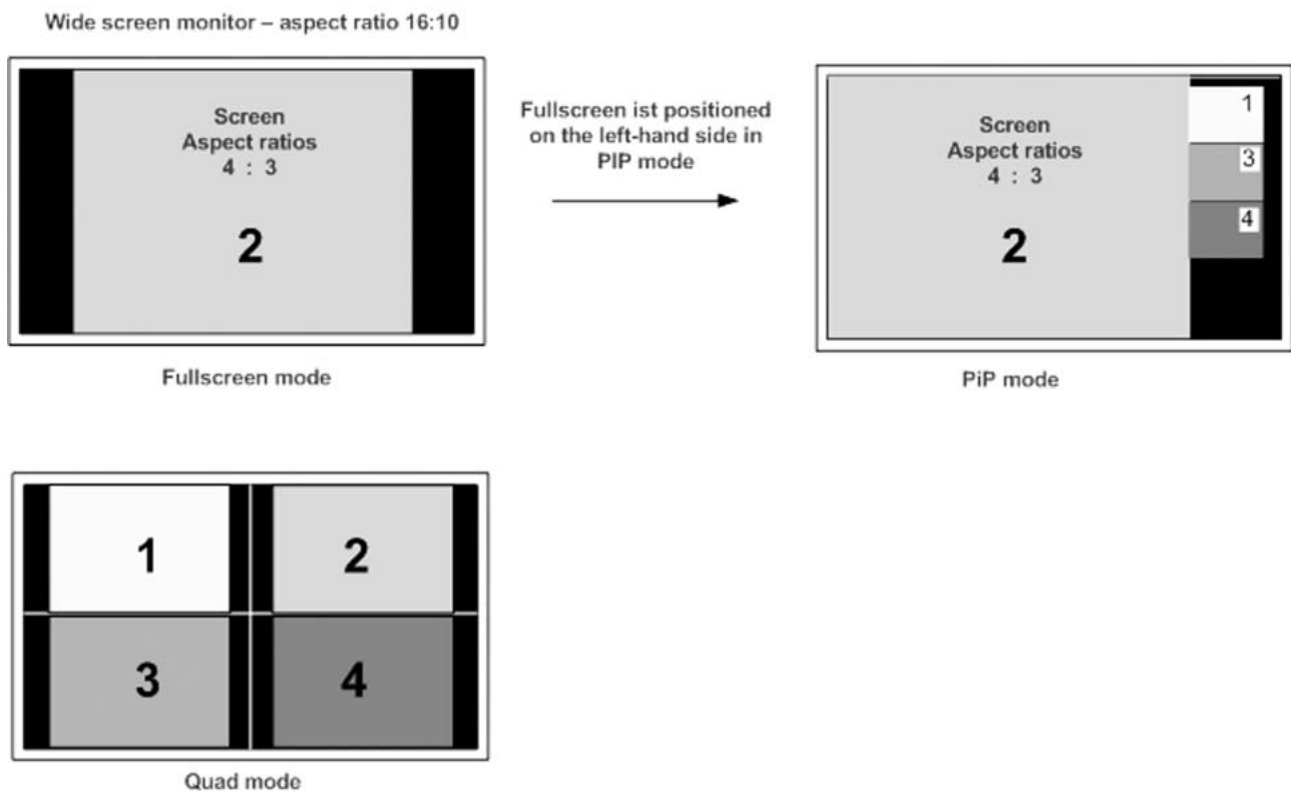 Wide screen monitor – aspect ratio 16:10
Screen
Aspect ratios
4 : 3
2
Fullscreen mode
Fullscreen ist positioned
on the left-hand side in
PIP mode
Screen
Aspect ratios
4 : 3
2
1
3
4
PiP mode
1
2
3
4
Quad mode